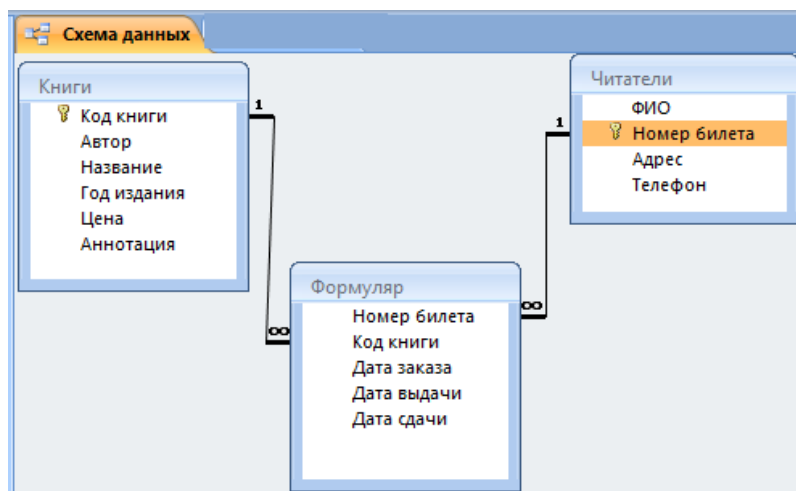 Схема данных
Книги
Код книги
Автор
Название
Год издания
Цена
Аннотация
1
∞
Читатели
ФИО
Номер билета
Адрес
Телефон
1
∞
Формуляр
Номер билета
Код книги
Дата заказа
Дата выдачи
Дата сдачи